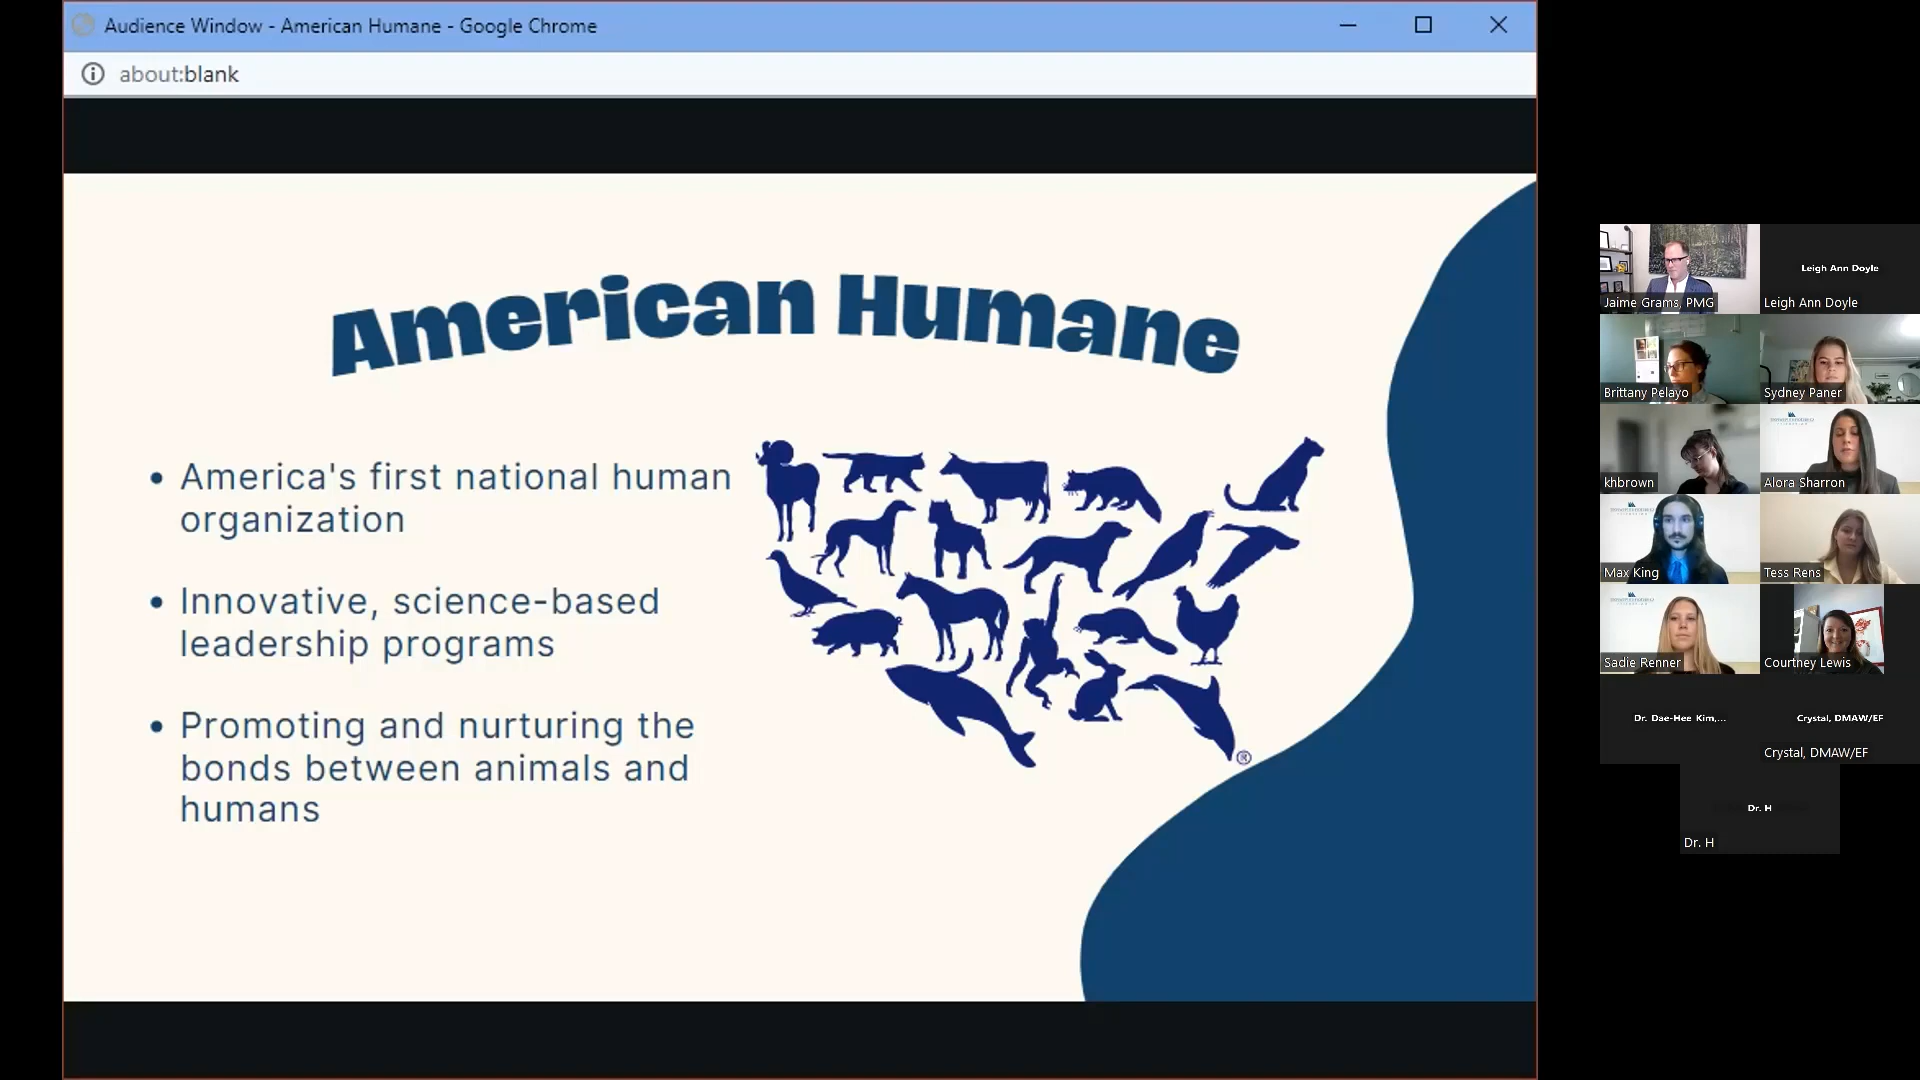 Audience Window - American Humane - Google Chrome
about:blank
American Humane
• America's first national human
organization
• Innovative, science-based
leadership programs
• Promoting and nurturing the
bonds between animals and
humans
®
Jaime Grams, PMG
Leigh Ann Doyle
Leigh Ann Doyle
Brittany Pelayo
Sydney Paner
khbrown
Alora Sharron
Max King
Tess Rens
Sadie Renner
Courtney Lewis
Dr. Dae-Hee Kim,...
Crystal, DMAW/EF
Crystal, DMAW/EF
Dr. H
Dr. H